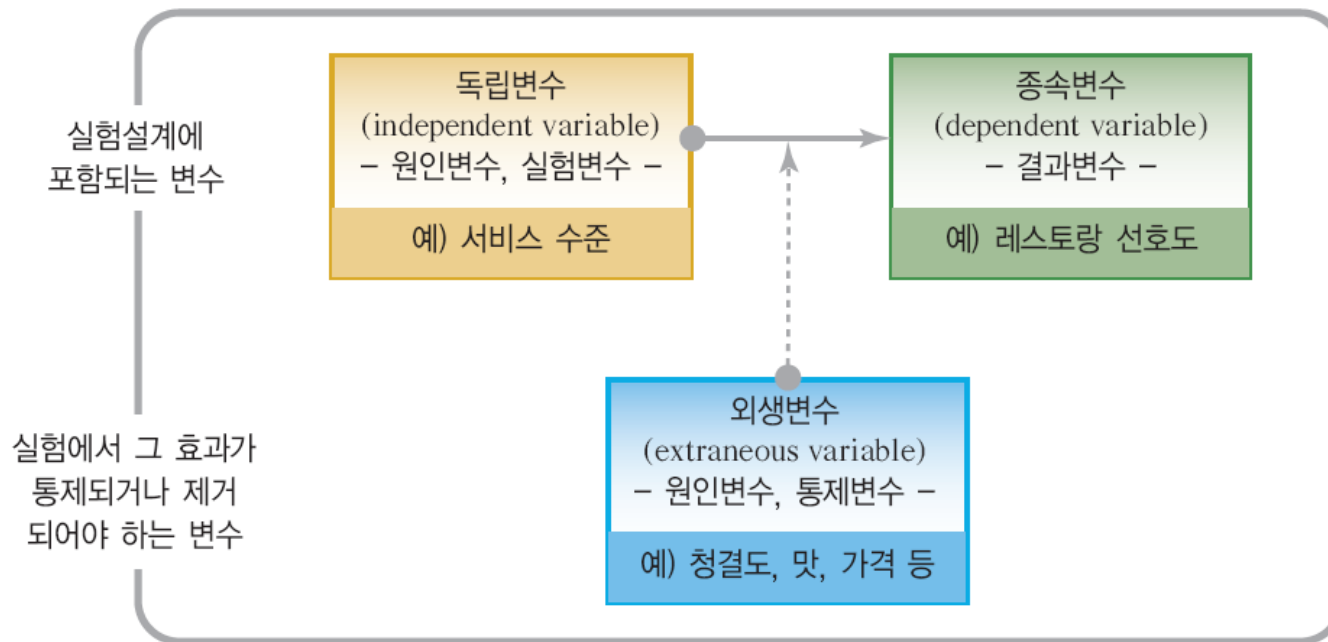 실험설계에
포함되는 변수
독립변수
(independent variable)
– 원인변수, 실험변수 –
예) 서비스 수준
종속변수
(dependent variable)
– 결과변수 –
예) 레스토랑 선호도
실험에서 그 효과가
통제되거나 제거
되어야 하는 변수
외생변수
(extraneous variable)
– 원인변수, 통제변수 –
예) 청결도, 맛, 가격 등